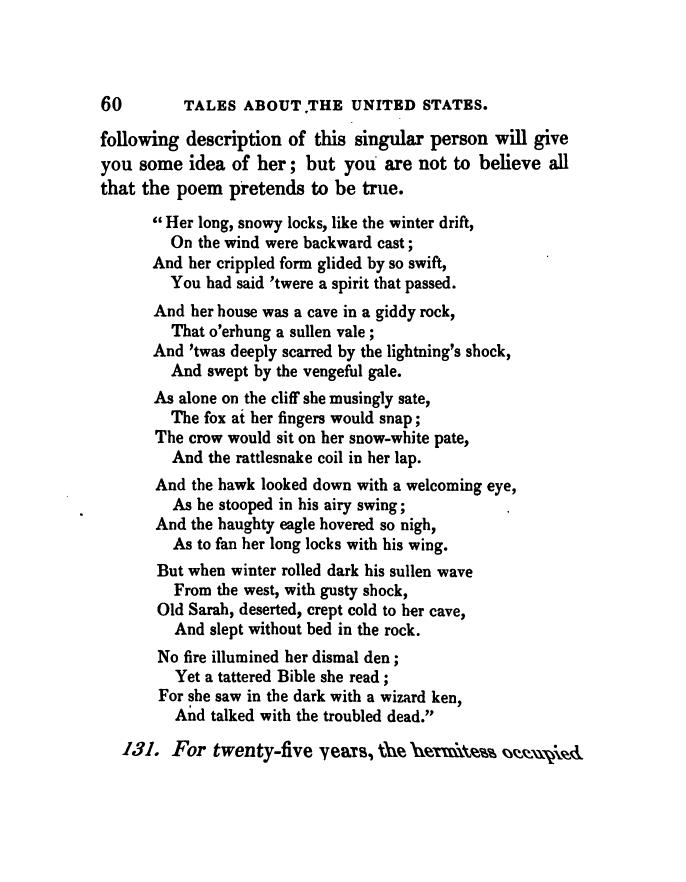 60 TALES ABOUT THE UNITED STATES.
following description of this singular person will give
you some idea of her; but you are not to believe all
that the poem pretends to be true.
“Her long, snowy locks, like the winter drift,
On the wind were backward cast;
And her crippled form glided by so swift,
You had said ’twere a spirit that passed.
And her house was a cave in a giddy rock,
That o’erhung a sullen vale;
And ’twas deeply scarred by the lightning’s shock,
And swept by the vengeful gale.
As alone on the cliff she musingly sate,
The fox at her fingers would snap;
The crow would sit on her snow-white pate,
And the rattlesnake coil in her lap.
And the hawk looked down with a welcoming eye,
As he stooped in his airy swing;
And the haughty eagle hovered so nigh,
As to fan her long locks with his wing.
But when winter rolled dark his sullen wave
From the west, with gusty shock,
Old Sarah, deserted, crept cold to her cave,
And slept without bed in the rock.
No fire illumined her dismal den;
Yet a tattered Bible she read;
For she saw in the dark with a wizard ken,
And talked with the troubled dead.”
131. For twenty-five years, the hermitess occupied